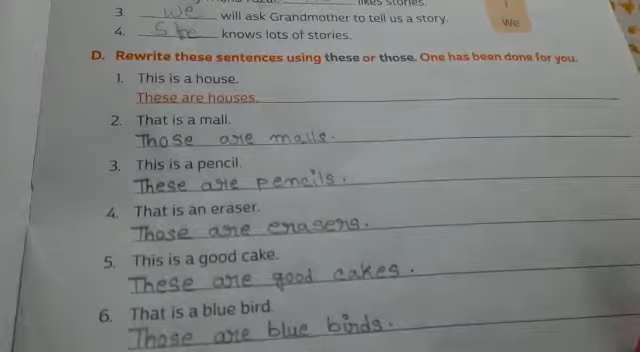 likes stories.
3. We will ask Grandmother to tell us a story.
We
4. She knows lots of stories.
D. Rewrite these sentences using these or those. One has been done for you.
1. This is a house.
These are houses.
2. That is a mall.
Those are malls.
3. This is a pencil.
These are pencils.
4. That is an eraser.
Those are erasers.
5. This is a good cake.
These are good cakes.
6. That is a blue bird.
Those are blue birds.